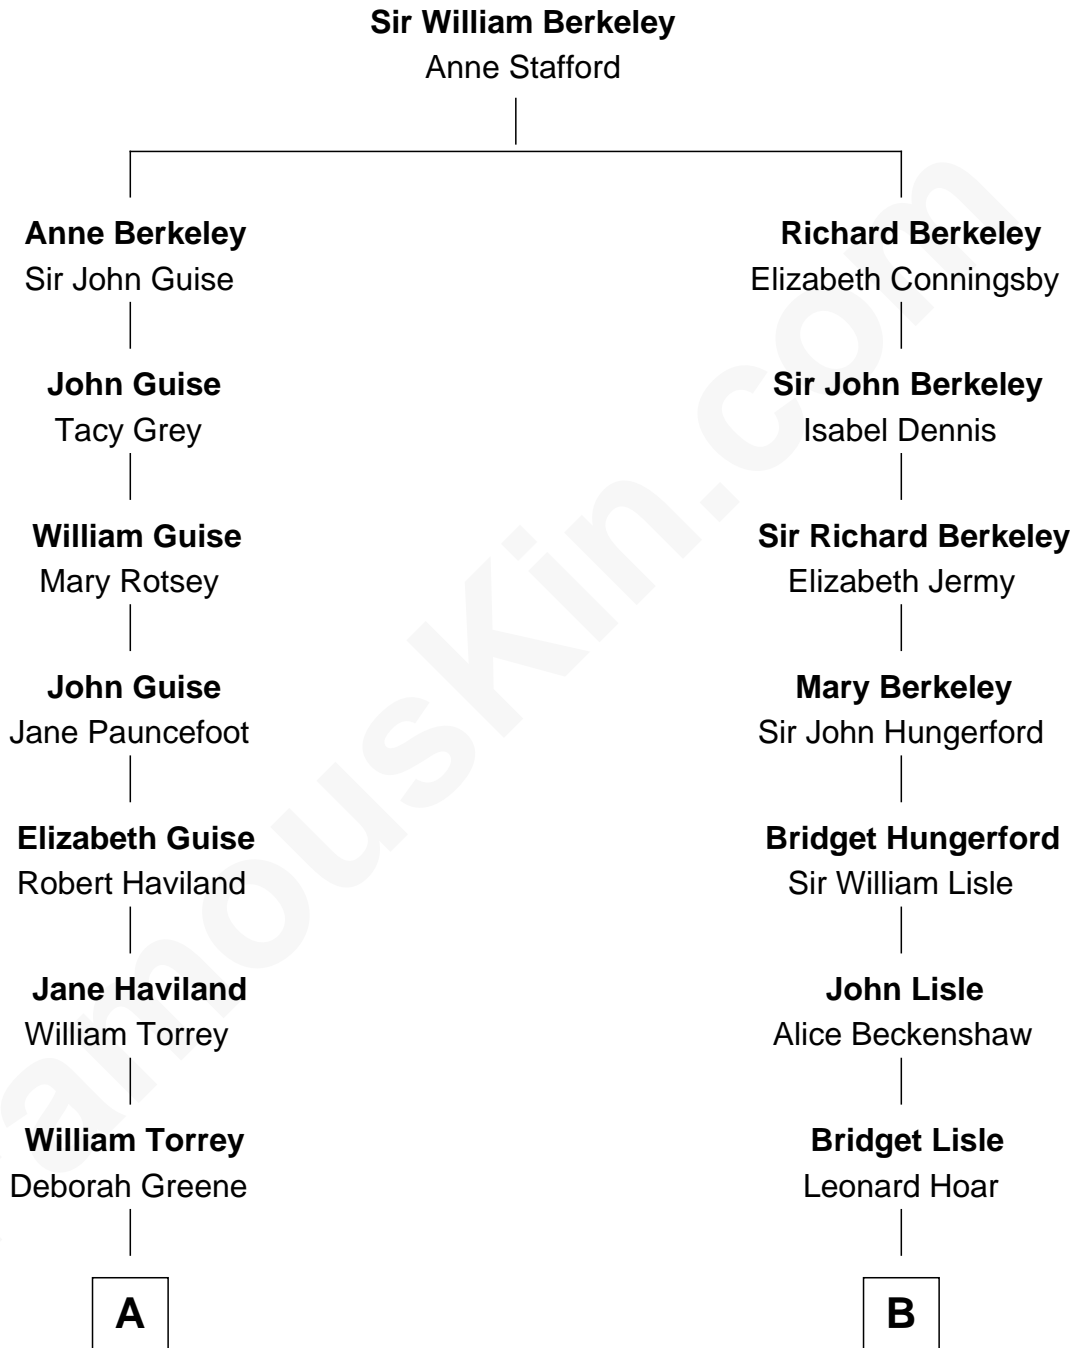 Sir William Berkeley
Anne Stafford
Anne Berkeley
Sir John Guise
Richard Berkeley
Elizabeth Conningsby
John Guise
Tacy Grey
Sir John Berkeley
Isabel Dennis
William Guise
Mary Rotsey
Sir Richard Berkeley
Elizabeth Jermy
John Guise
Jane Pauncefoot
Mary Berkeley
Sir John Hungerford
Elizabeth Guise
Robert Haviland
Bridget Hungerford
Sir William Lisle
Jane Haviland
William Torrey
John Lisle
Alice Beckenshaw
William Torrey
Deborah Greene
Bridget Lisle
Leonard Hoar
A
B
amousKin.com